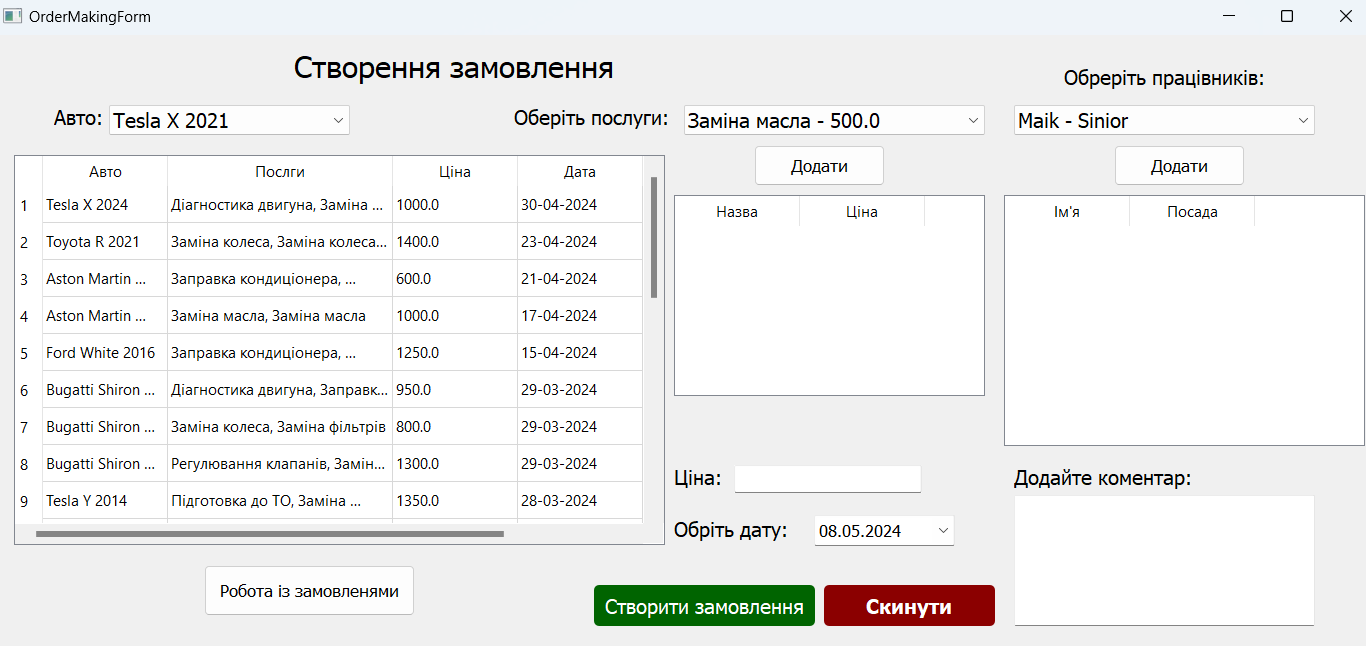 OrderMakingForm
Створення замовлення
Обреріть працівників:
Авто: Tesla X 2021
Оберіть послуги: Заміна масла - 500.0
Maik - Sinior
Додати
Додати
Авто Послги Ціна Дата
1 Tesla X 2024 Діагностика двигуна, Заміна ... 1000.0 30-04-2024
2 Toyota R 2021 Заміна колеса, Заміна колеса... 1400.0 23-04-2024
3 Aston Martin ... Заправка кондиціонера, ... 600.0 21-04-2024
4 Aston Martin ... Заміна масла, Заміна масла 1000.0 17-04-2024
5 Ford White 2016 Заправка кондиціонера, ... 1250.0 15-04-2024
6 Bugatti Shiron ... Діагностика двигуна, Заправк... 950.0 29-03-2024
7 Bugatti Shiron ... Заміна колеса, Заміна фільтрів 800.0 29-03-2024
8 Bugatti Shiron ... Регулювання клапанів, Замін... 1300.0 29-03-2024
9 Tesla Y 2014 Підготовка до ТО, Заміна ... 1350.0 28-03-2024
Назва Ціна
Ім'я Посада
Ціна:
Обріть дату: 08.05.2024
Додайте коментар:
Робота із замовленями
Створити замовлення
Скинути